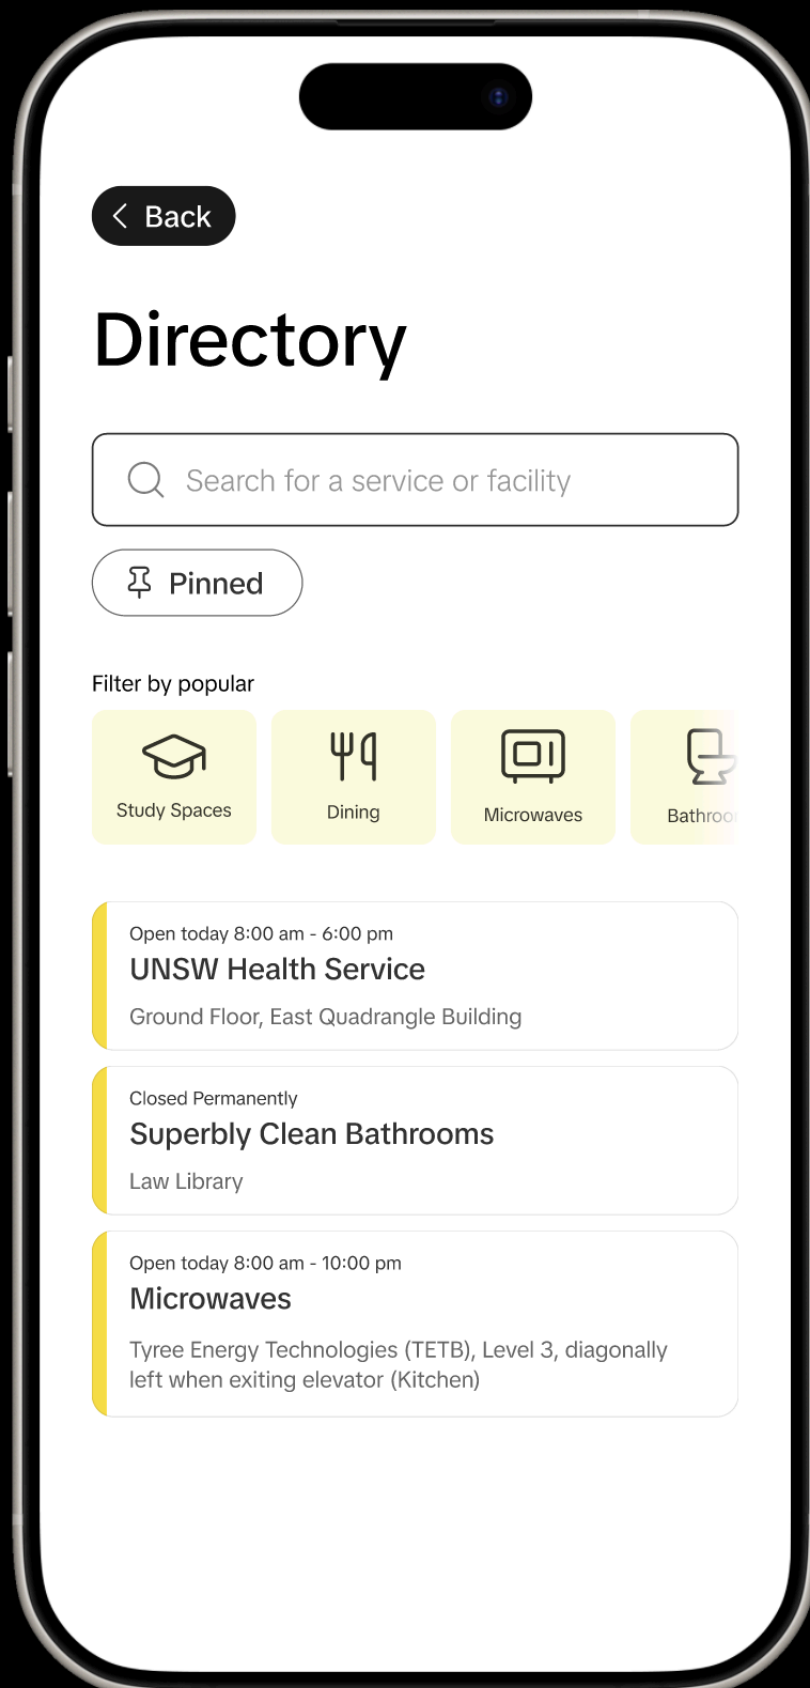 Back
Directory
Search for a service or facility
Pinned
Filter by popular
Study Spaces
Dining
Microwaves
Bathroo
Open today 8:00 am - 6:00 pm
UNSW Health Service
Ground Floor, East Quadrangle Building
Closed Permanently
Superbly Clean Bathrooms
Law Library
Open today 8:00 am - 10:00 pm
Microwaves
Tyree Energy Technologies (TETB), Level 3, diagonally
left when exiting elevator (Kitchen)